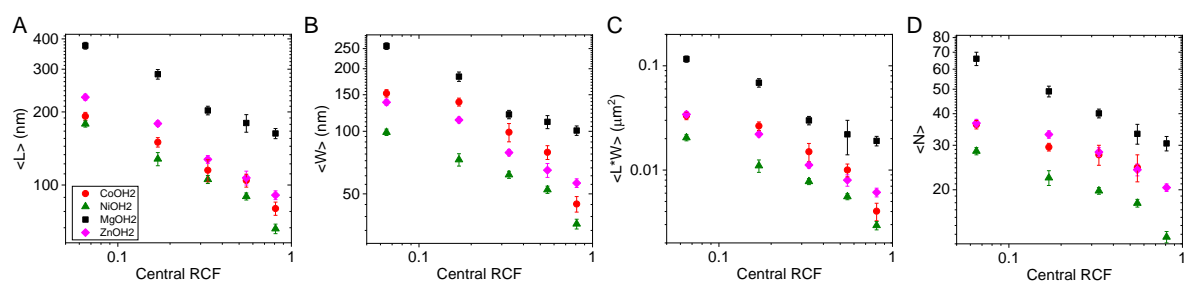 A
<L> (nm)
400
300
200
100
CoOH2
NiOH2
MgOH2
ZnOH2
0.1
1
Central RCF
B
<W> (nm)
250
200
150
100
50
0.1
1
Central RCF
C
<L*W> (μm²)
0.1
0.01
0.1
1
Central RCF
D
<N>
80
70
60
50
40
30
20
0.1
1
Central RCF